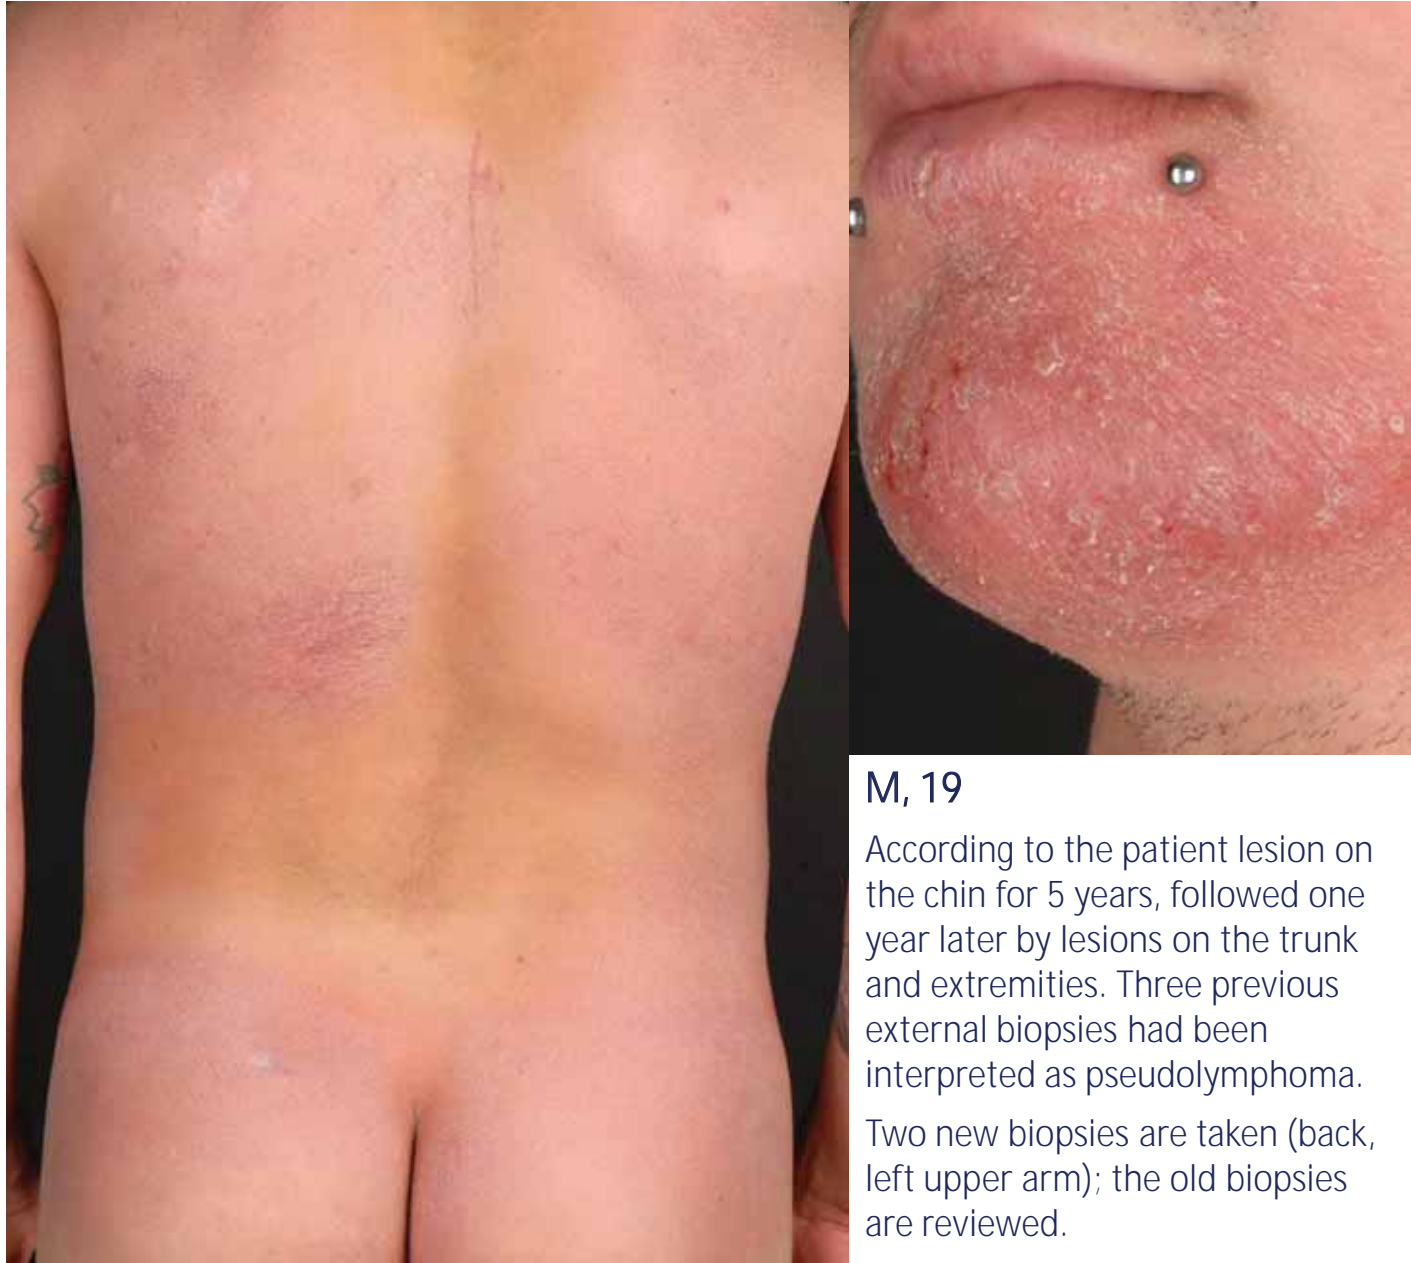 M, 19
According to the patient lesion on
the chin for 5 years, followed one
year later by lesions on the trunk
and extremities. Three previous
external biopsies had been
interpreted as pseudolymphoma.
Two new biopsies are taken (back,
left upper arm); the old biopsies
are reviewed.